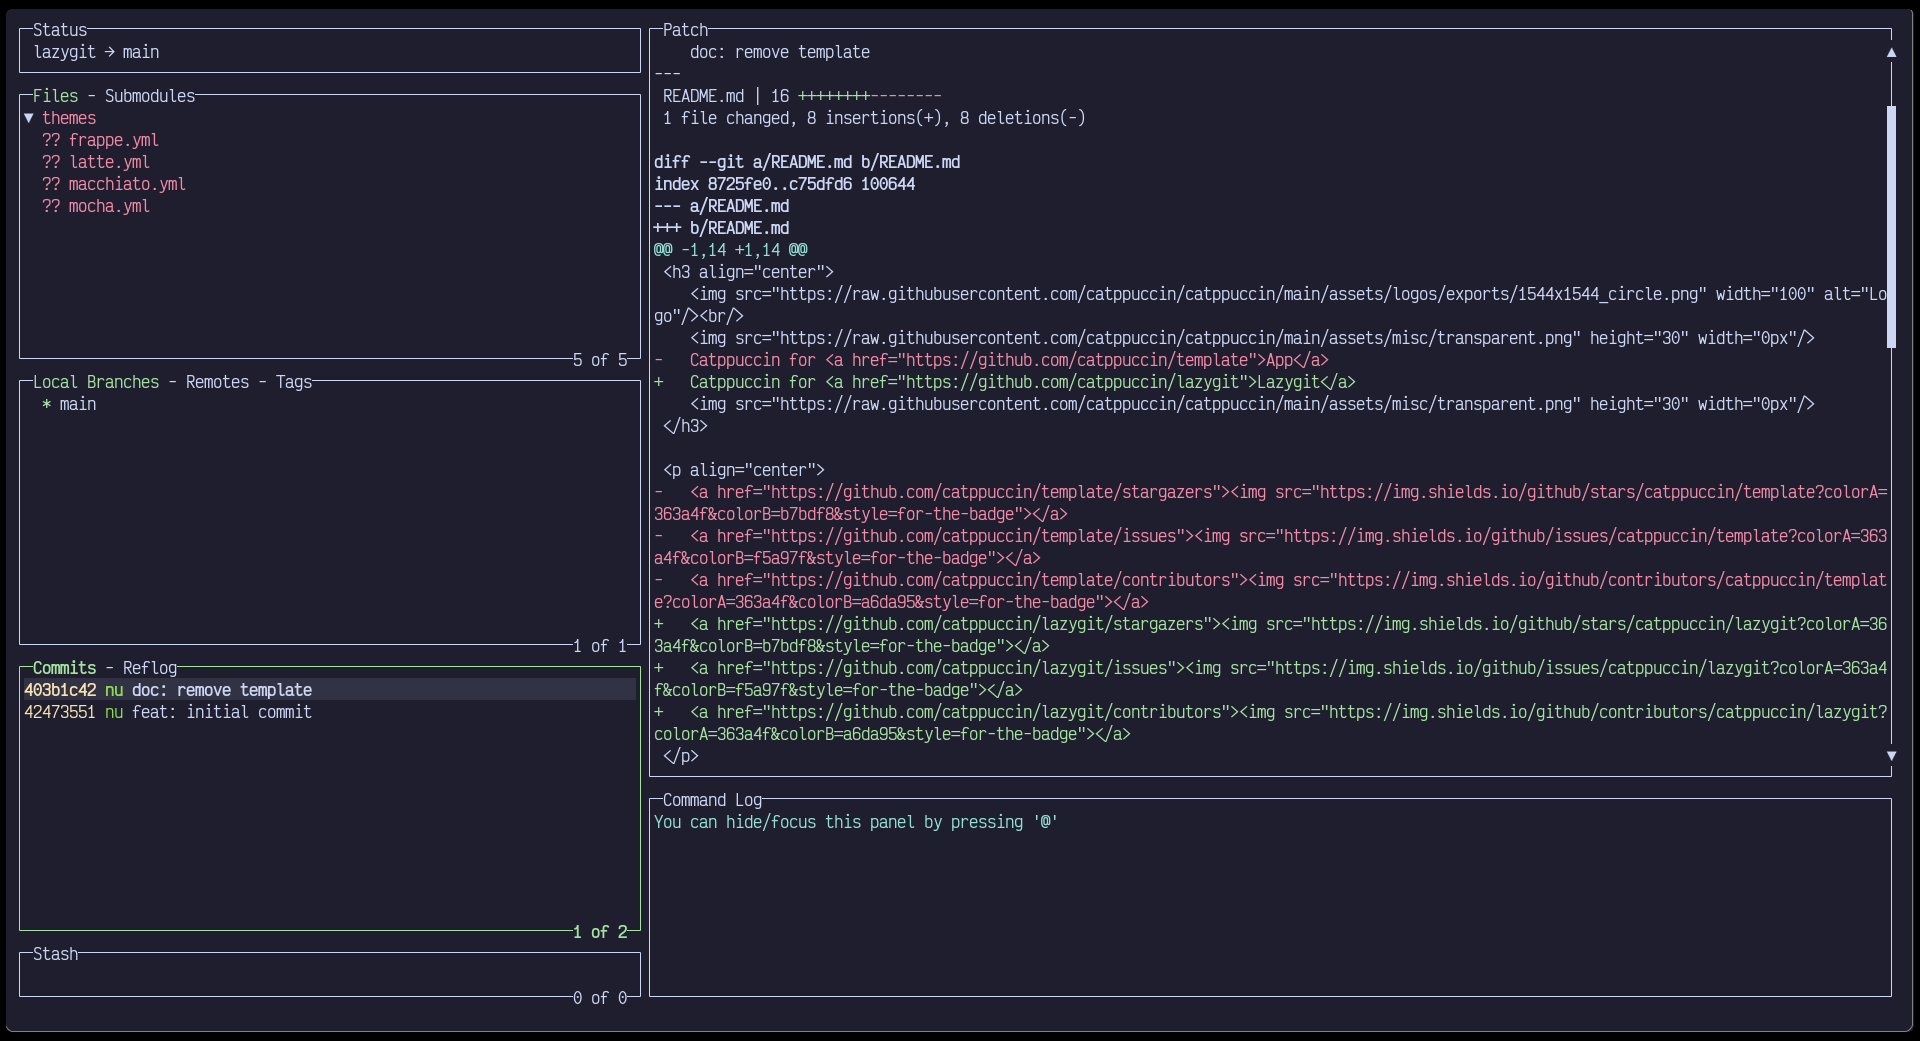 Status
lazygit → main
Files - Submodules
▼ themes
?? frappe.yml
?? latte.yml
?? macchiato.yml
?? mocha.yml
5 of 5
Local Branches - Remotes - Tags
* main
1 of 1
Commits - Reflog
403b1c42 nu doc: remove template
42473551 nu feat: initial commit
1 of 2
Stash
0 of 0
Patch
doc: remove template
---
README.md | 16 ++++++++--------
1 file changed, 8 insertions(+), 8 deletions(-)
diff --git a/README.md b/README.md
index 8725fe0..c75dfd6 100644
--- a/README.md
+++ b/README.md
@@ -1,14 +1,14 @@
<h3 align="center">
<img src="https://raw.githubusercontent.com/catppuccin/catppuccin/main/assets/logos/exports/1544x1544_circle.png" width="100" alt="Lo
go"/><br/>
<img src="https://raw.githubusercontent.com/catppuccin/catppuccin/main/assets/misc/transparent.png" height="30" width="0px"/>
-   Catppuccin for <a href="https://github.com/catppuccin/template">App</a>
+   Catppuccin for <a href="https://github.com/catppuccin/lazygit">Lazygit</a>
<img src="https://raw.githubusercontent.com/catppuccin/catppuccin/main/assets/misc/transparent.png" height="30" width="0px"/>
</h3>
<p align="center">
-   <a href="https://github.com/catppuccin/template/stargazers"><img src="https://img.shields.io/github/stars/catppuccin/template?colorA=
363a4f&colorB=b7bdf8&style=for-the-badge"></a>
-   <a href="https://github.com/catppuccin/template/issues"><img src="https://img.shields.io/github/issues/catppuccin/template?colorA=363
a4f&colorB=f5a97f&style=for-the-badge"></a>
-   <a href="https://github.com/catppuccin/template/contributors"><img src="https://img.shields.io/github/contributors/catppuccin/templat
e?colorA=363a4f&colorB=a6da95&style=for-the-badge"></a>
+   <a href="https://github.com/catppuccin/lazygit/stargazers"><img src="https://img.shields.io/github/stars/catppuccin/lazygit?colorA=36
3a4f&colorB=b7bdf8&style=for-the-badge"></a>
+   <a href="https://github.com/catppuccin/lazygit/issues"><img src="https://img.shields.io/github/issues/catppuccin/lazygit?colorA=363a4
f&colorB=f5a97f&style=for-the-badge"></a>
+   <a href="https://github.com/catppuccin/lazygit/contributors"><img src="https://img.shields.io/github/contributors/catppuccin/lazygit?
colorA=363a4f&colorB=a6da95&style=for-the-badge"></a>
</p>
Command Log
You can hide/focus this panel by pressing '@'